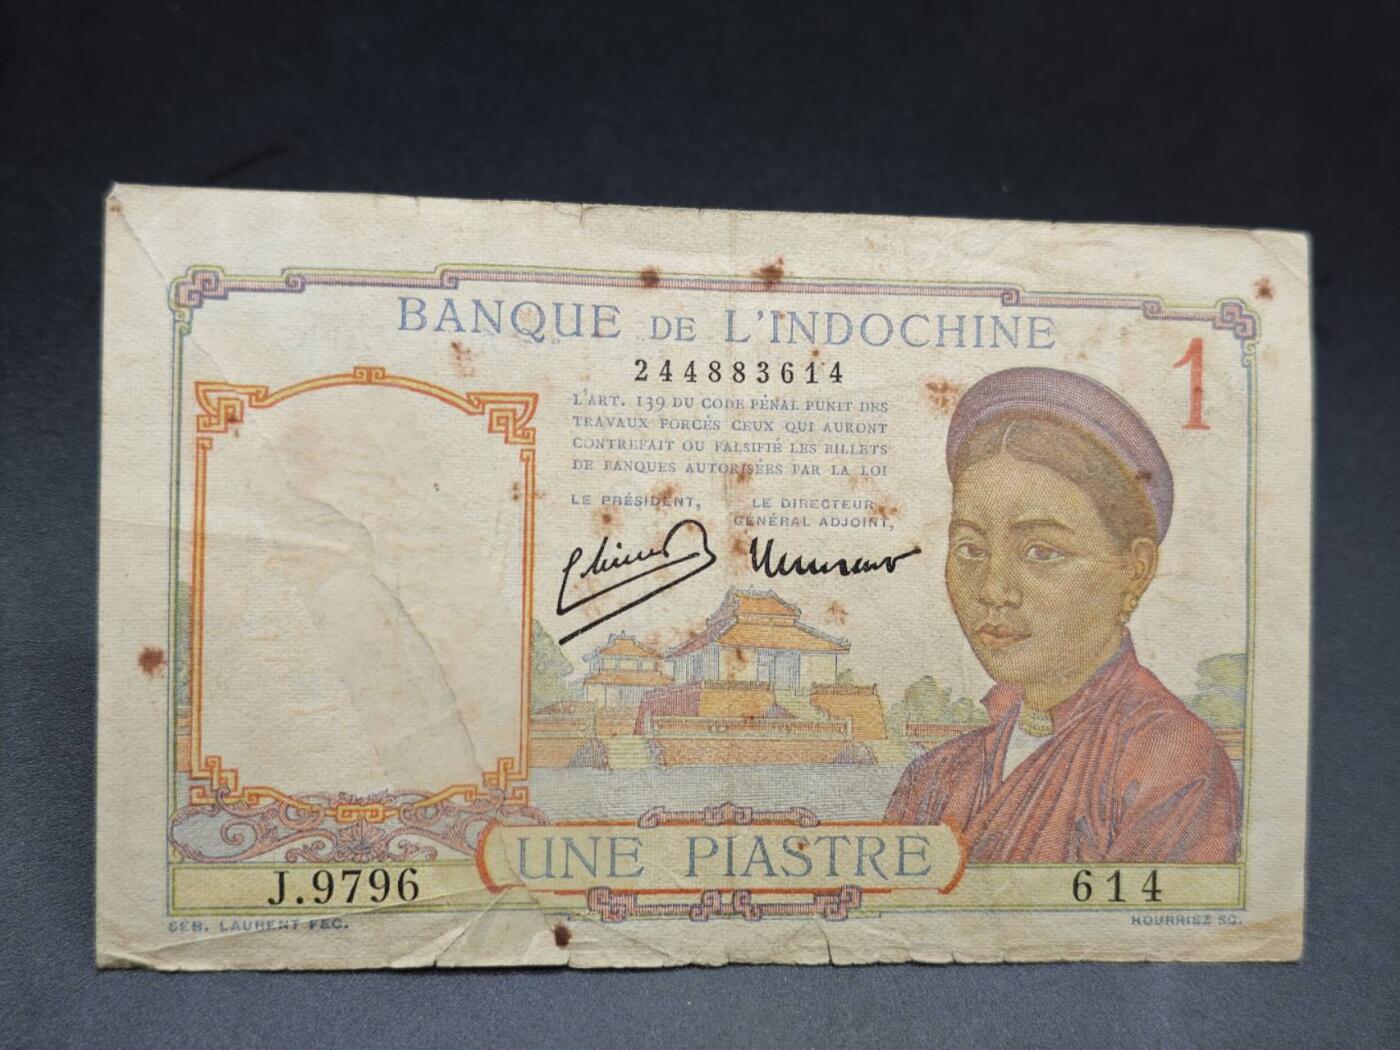 BANQUE DE L'INDOCHINE
1
244883614
L'ART. 139 DU CODE PÉNAL PUNIT DES
TRAVAUX FORCÉS CEUX QUI AURONT
CONTREFAIT OU FALSIFIÉ LES BILLETS
DE BANQUES AUTORISÉES PAR LA LOI
LE PRÉSIDENT,
LE DIRECTEUR
GÉNÉRAL ADJOINT,
UNE PIASTRE
J.9796
614
SEB. LAURENT FEC.
HOURRIEZ SC.